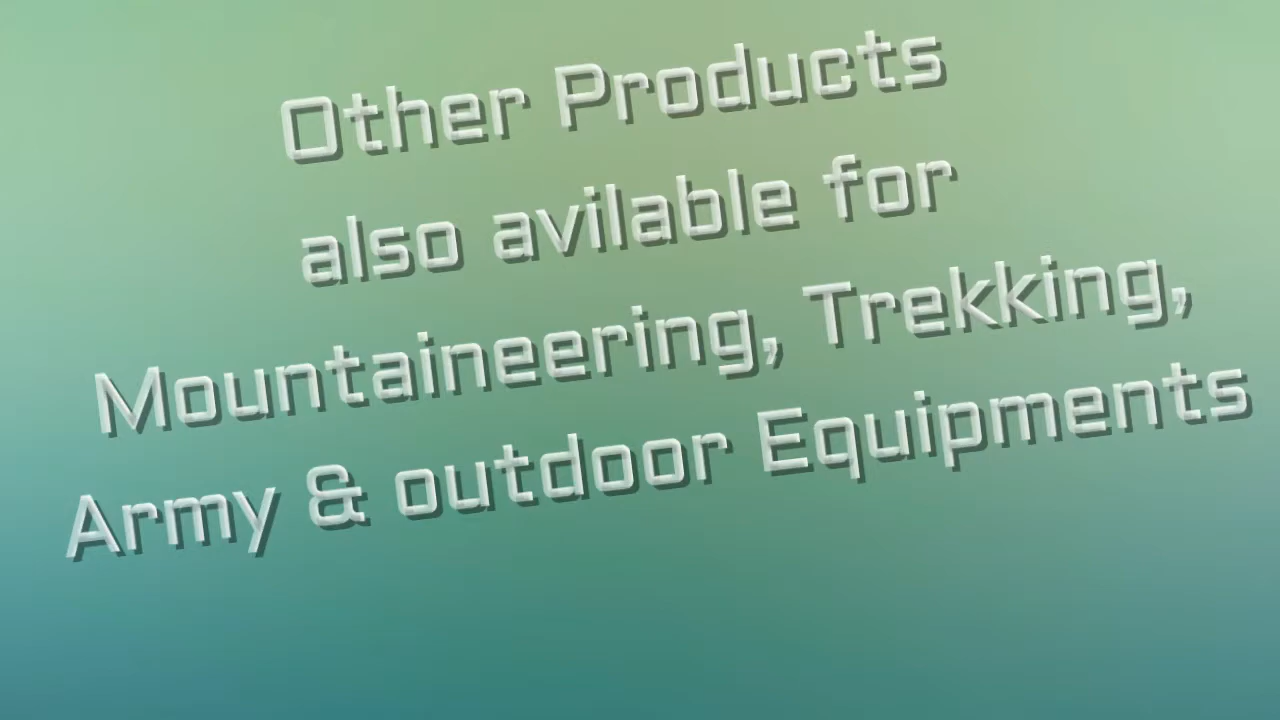 Other Products
also avilable for
Mountaineering, Trekking,
Army & outdoor Equipments